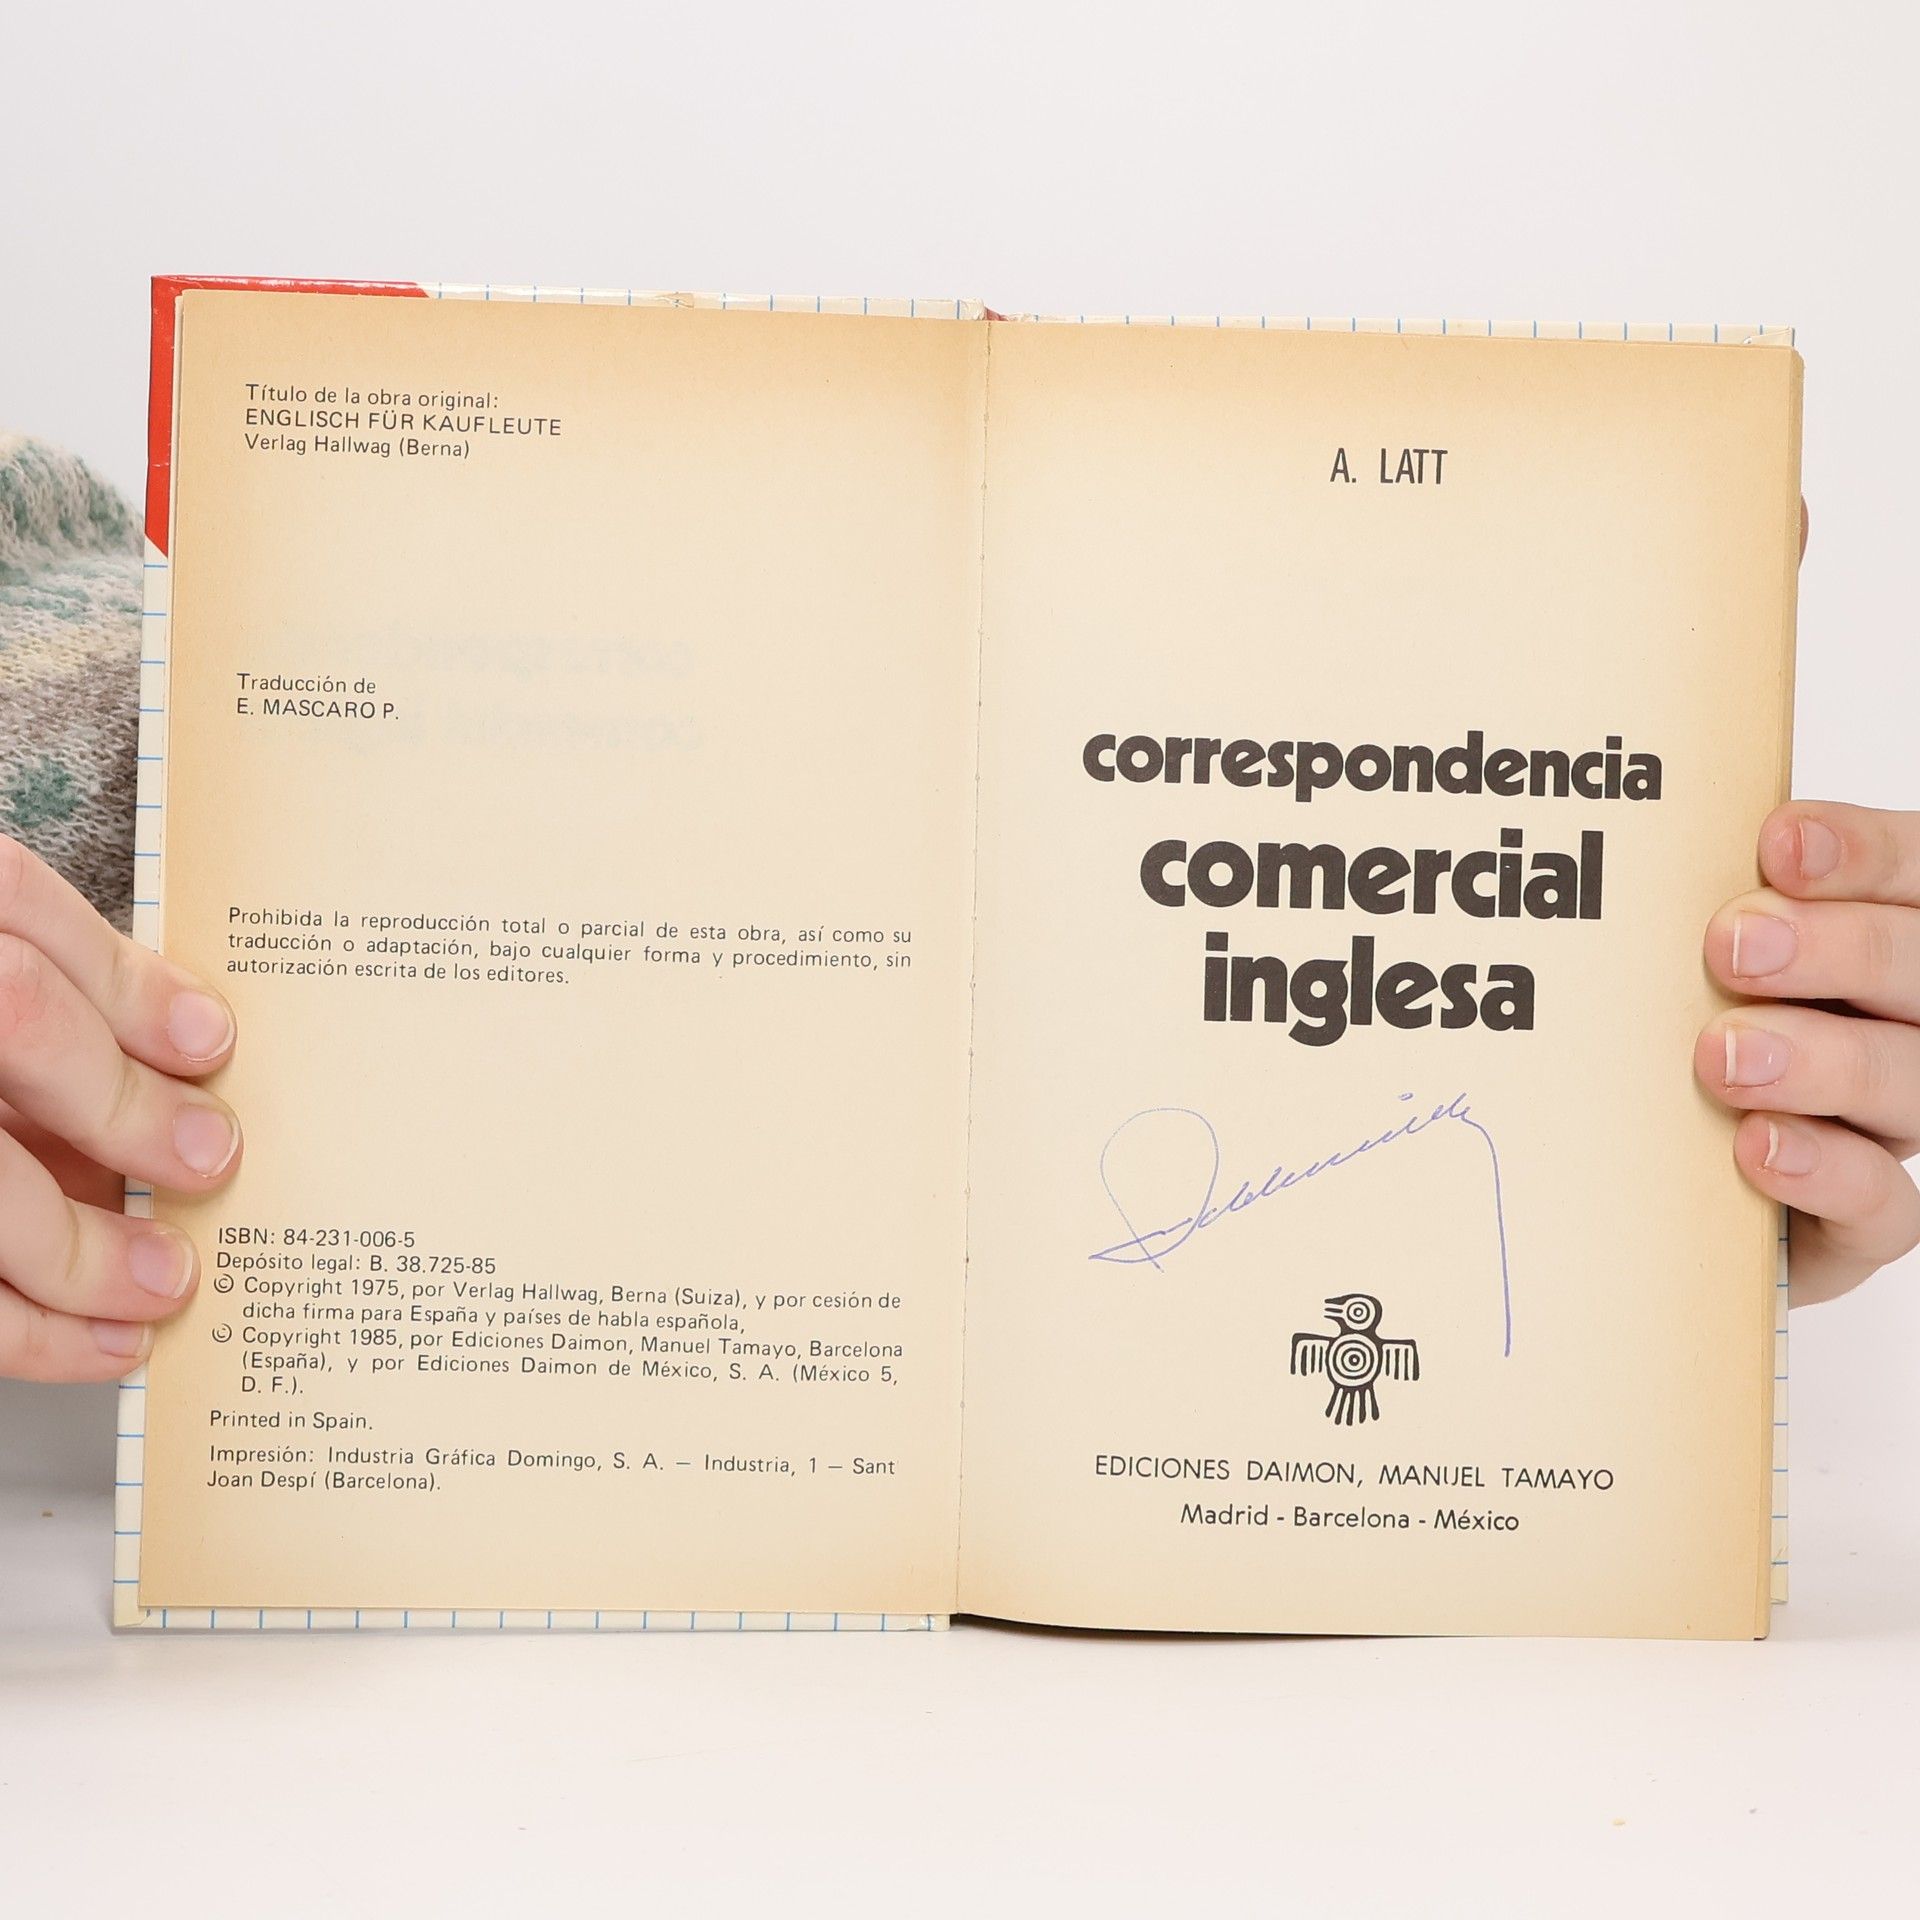 Título de la obra original:
ENGLISCH FÜR KAUFLEUTE
Verlag Hallwag (Berna)
Traducción de
E. MASCARO P.
Prohibida la reproducción total o parcial de esta obra, así como su
traducción o adaptación, bajo cualquier forma y procedimiento, sin
autorización escrita de los editores.
ISBN: 84-231-006-5
Depósito legal: B. 38.725-85
© Copyright 1975, por Verlag Hallwag, Berna (Suiza), y por cesión de
dicha firma para España y países de habla española,
© Copyright 1985, por Ediciones Daimon, Manuel Tamayo, Barcelona
(España), y por Ediciones Daimon de México, S. A. (México 5,
D. F.).
Printed in Spain.
Impresión: Industria Gráfica Domingo, S. A. — Industria, 1 — Sant
Joan Despí (Barcelona).
A. LATT
correspondencia
comercial
inglesa
EDICIONES DAIMON, MANUEL TAMAYO
Madrid - Barcelona - México